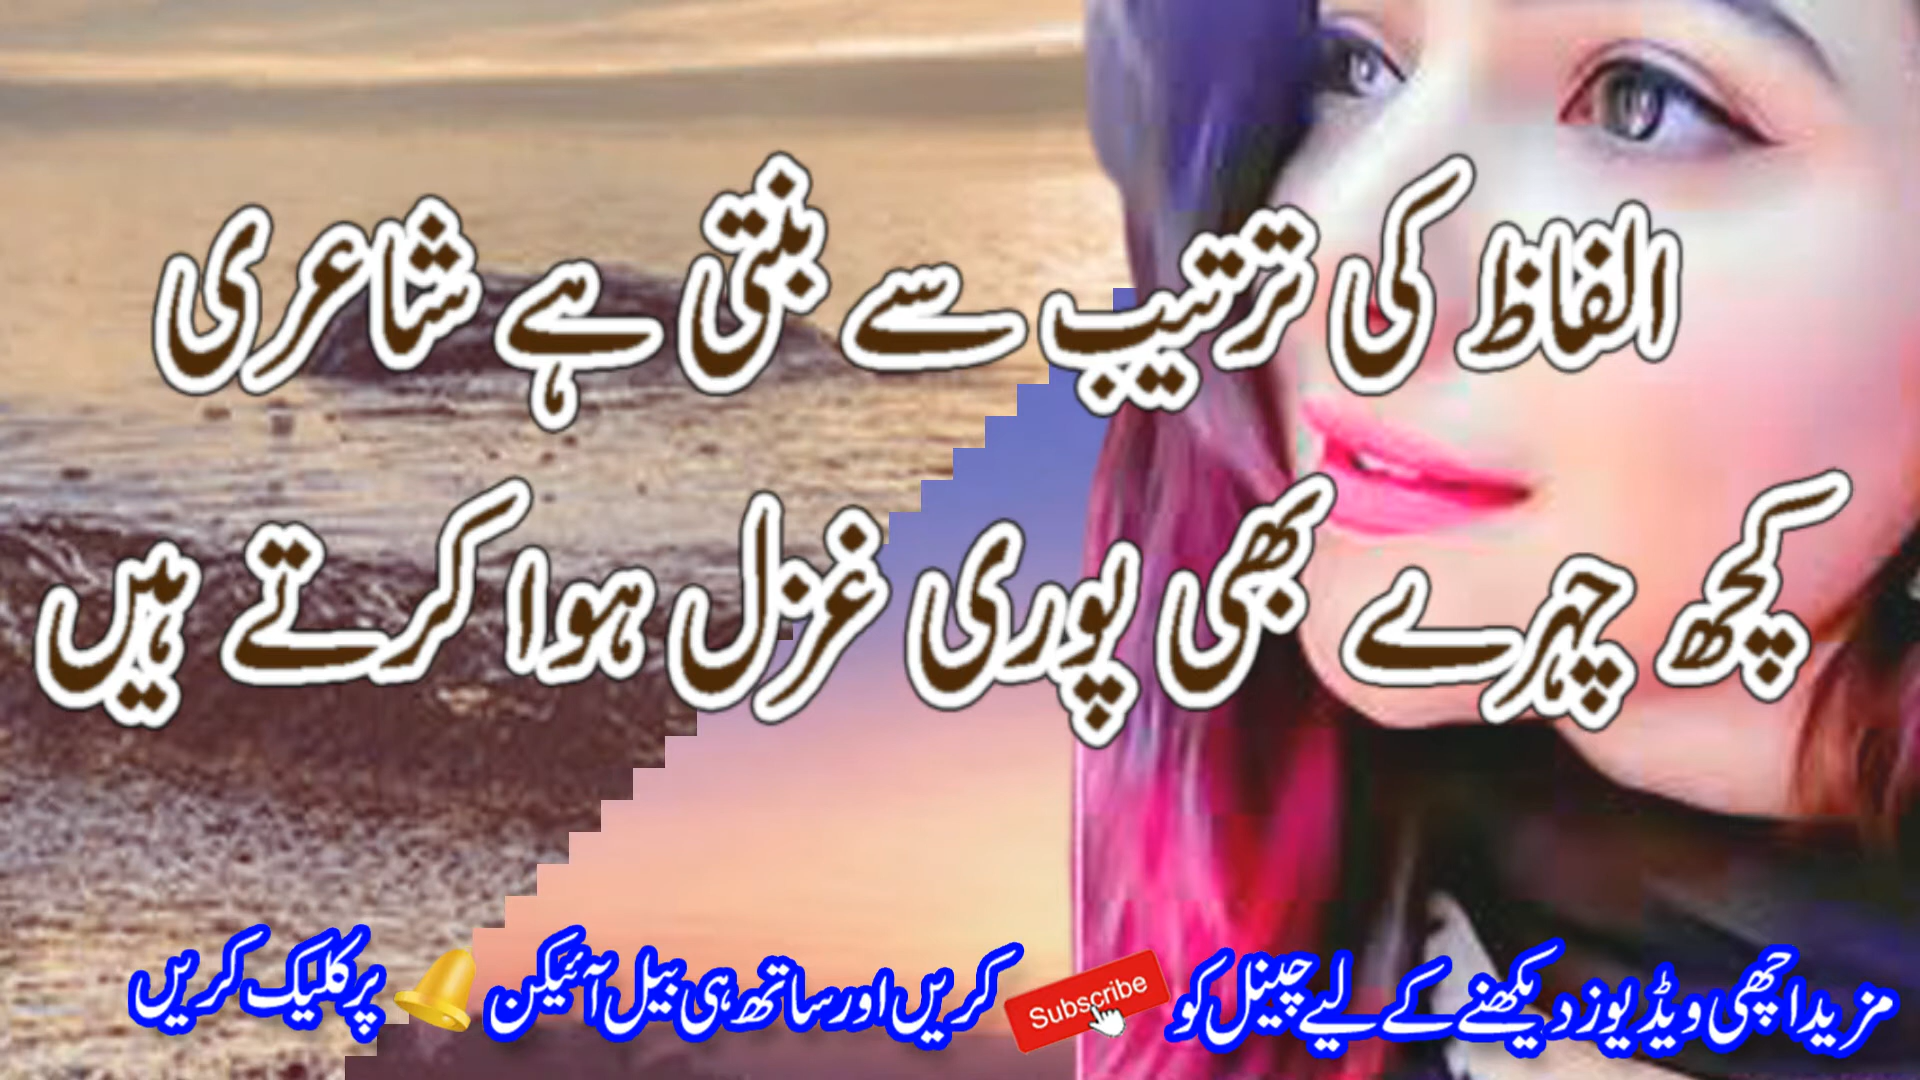 الفاظ کی ترتیب سے بنتی ہے شاعری
کچھ چہرے بھی پوری غزل ہوا کرتے ہیں
مزید اچھی ویڈیوز دیکھنے کے لیے چینل کو Subscribe کریں اور ساتھ ہی بیل آئیکن پر کلیک کریں